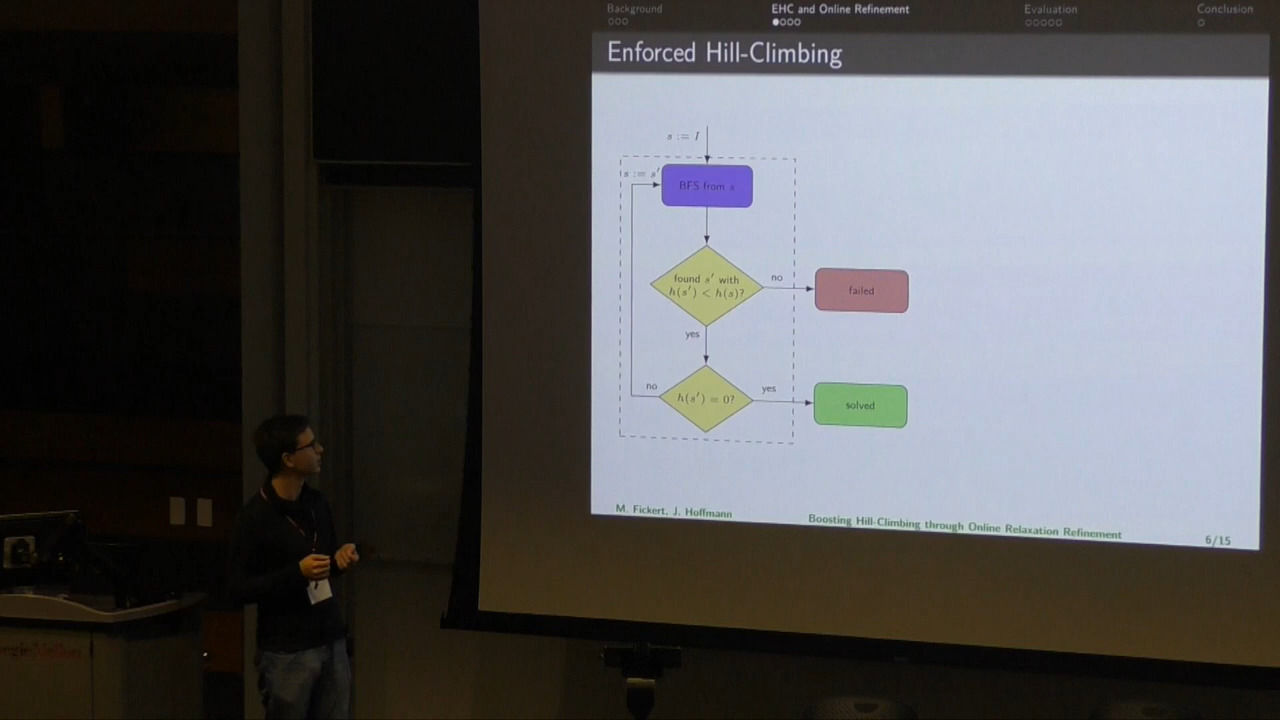 Background
EHC and Online Refinement
Evaluation
Conclusion
Enforced Hill-Climbing
s := I
s := s′
BFS from s
found s′ with
h(s′) < h(s)?
no
failed
yes
no
h(s′) = 0?
yes
solved
M. Fickert, J. Hoffmann
Boosting Hill-Climbing through Online Relaxation Refinement
6/15